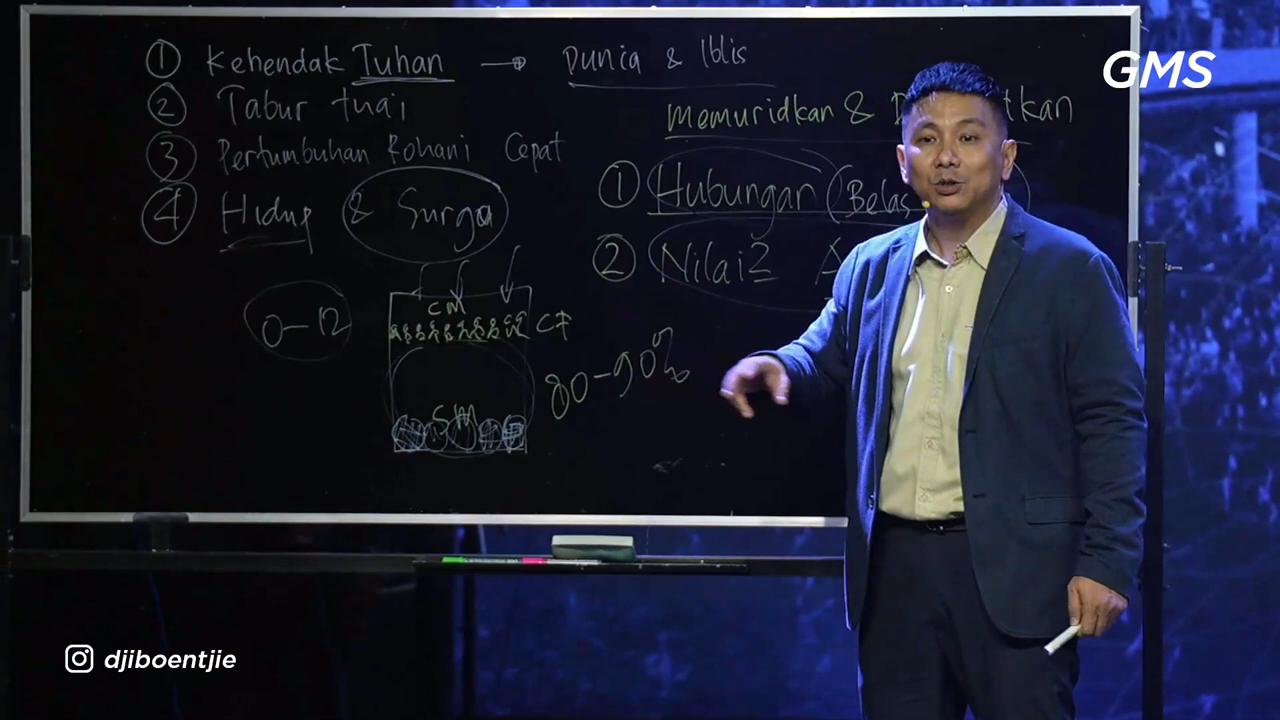 GMS
① Kehendak Tuhan → Dunia & Iblis
② Tabur tuai
③ Pertumbuhan Rohani Cepat
④ Hidup & Surga
Memuridkan & D tkan
① Hubungan (Belas
② Nilai2 A
0-12
CM
CF
SM
80-90%
djiboentjie